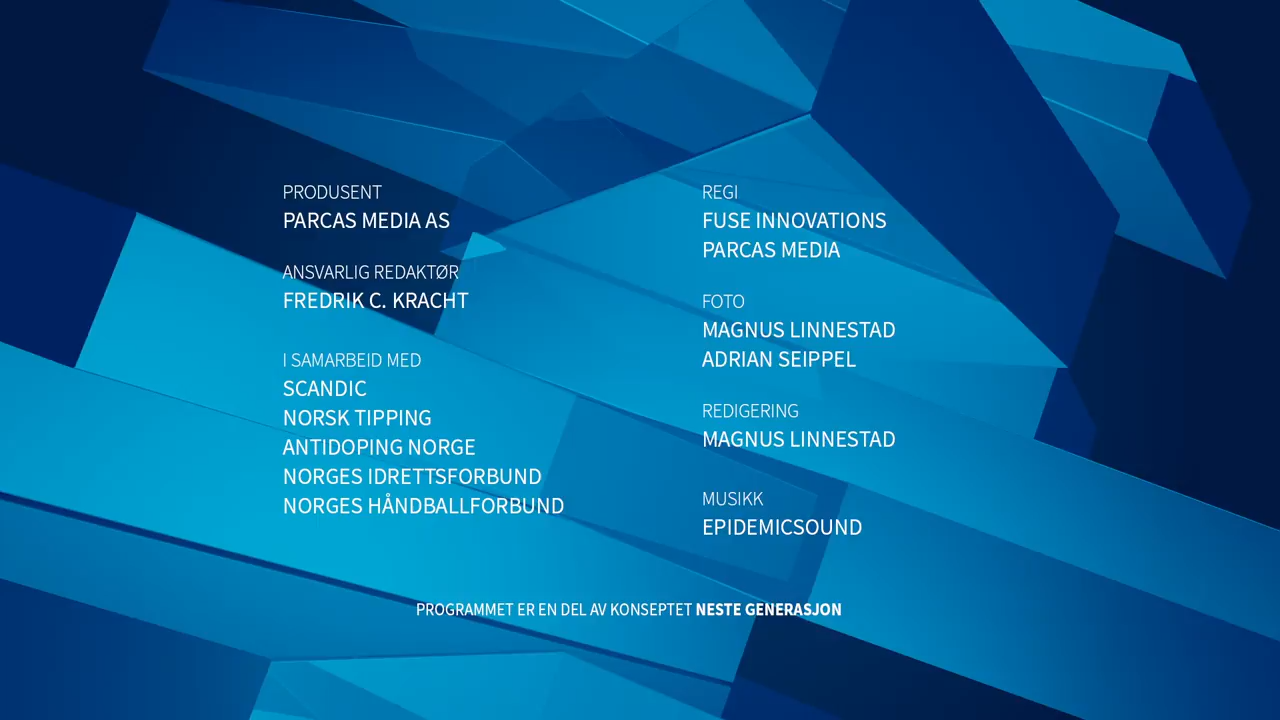 PRODUSENT
PARCAS MEDIA AS
ANSVARLIG REDAKTØR
FREDRIK C. KRACHT
I SAMARBEID MED
SCANDIC
NORSK TIPPING
ANTIDOPING NORGE
NORGES IDRETTSFORBUND
NORGES HÅNDBALLFORBUND
REGI
FUSE INNOVATIONS
PARCAS MEDIA
FOTO
MAGNUS LINNESTAD
ADRIAN SEIPPEL
REDIGERING
MAGNUS LINNESTAD
MUSIKK
EPIDEMICSOUND
PROGRAMMET ER EN DEL AV KONSEPTET NESTE GENERASJON